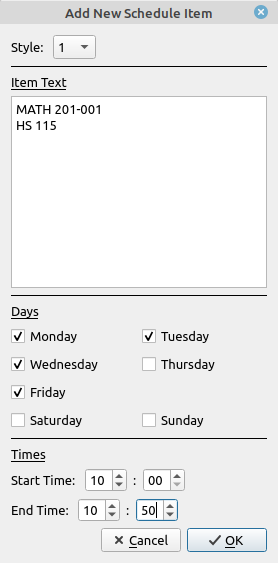 Add New Schedule Item
Style: 1
Item Text
MATH 201-001
HS 115
Days
Monday Tuesday
Wednesday Thursday
Friday
Saturday Sunday
Times
Start Time: 10 : 00
End Time: 10 : 50
Cancel OK